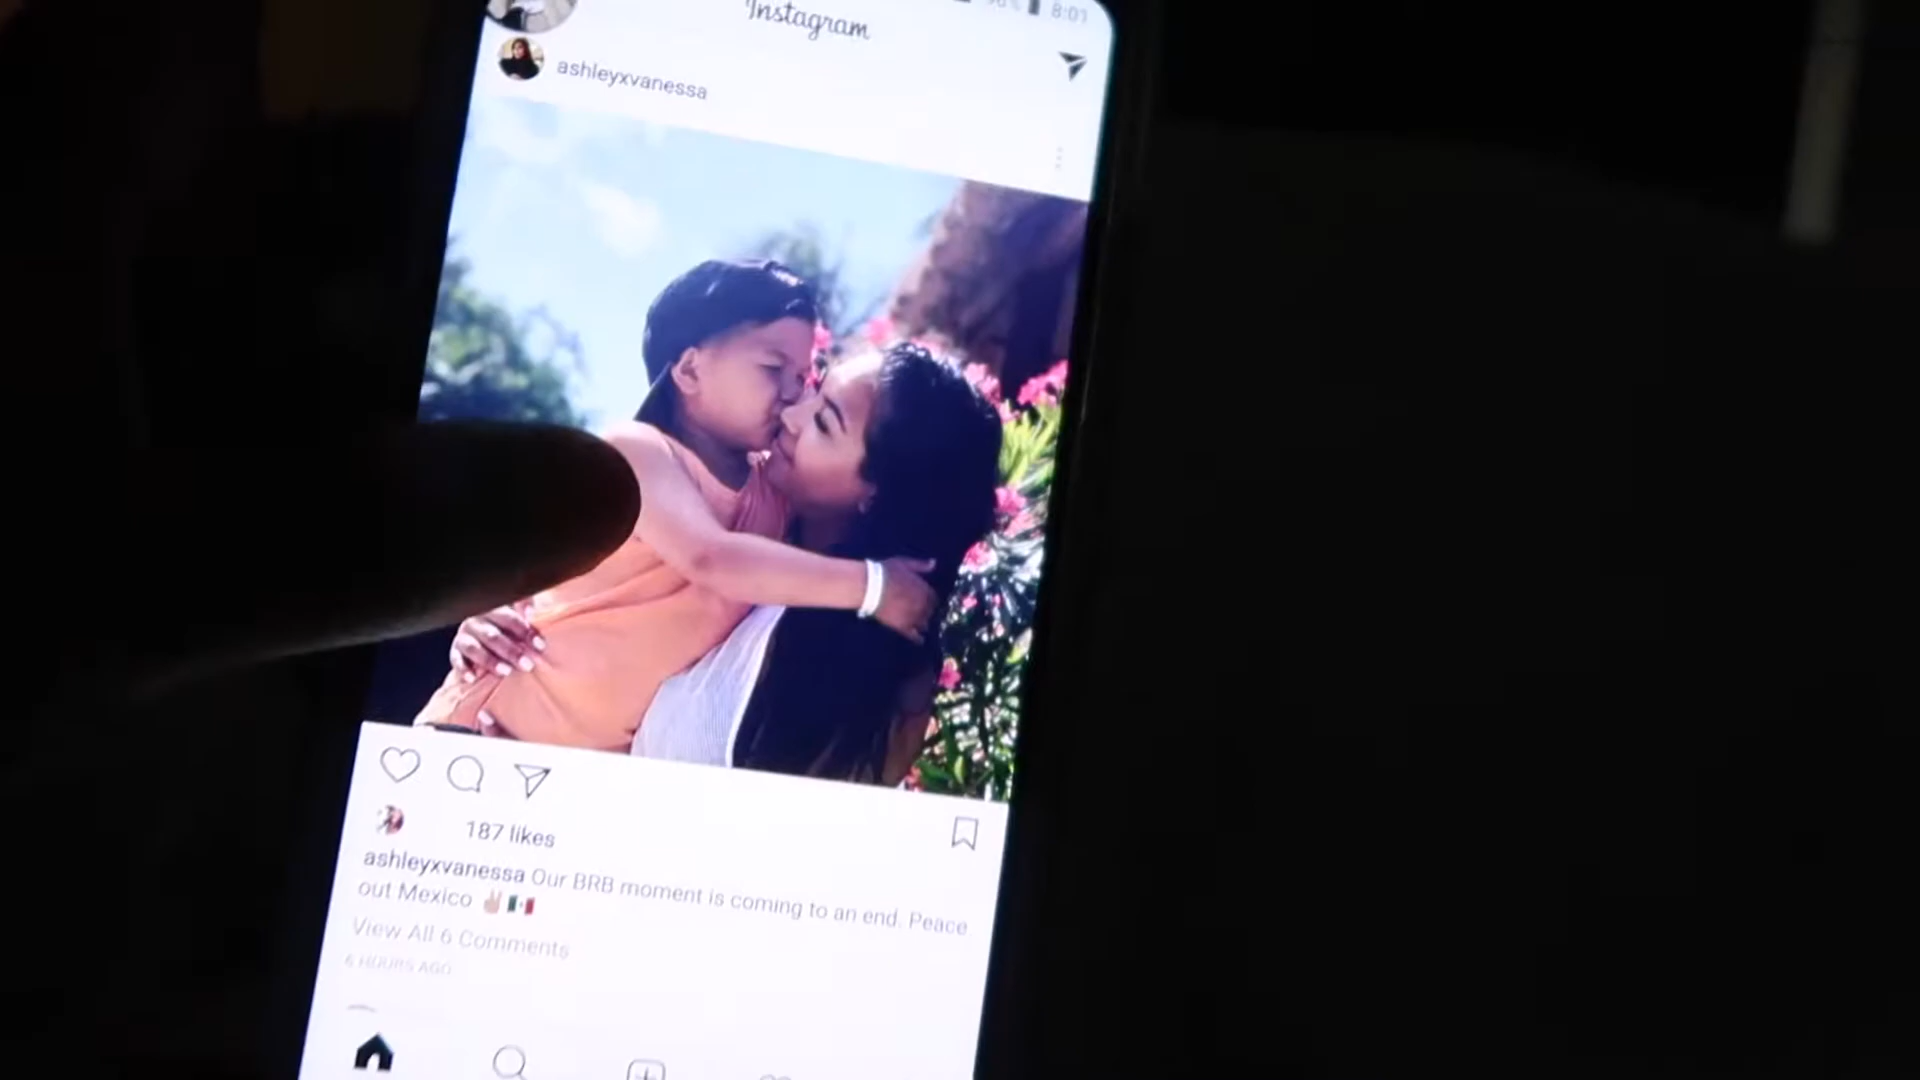 8:01
Instagram
ashleyxvanessa
187 likes
ashleyxvanessa Our BRB moment is coming to an end. Peace
out Mexico ✌🏼🇲🇽
View All 6 Comments
6 HOURS AGO